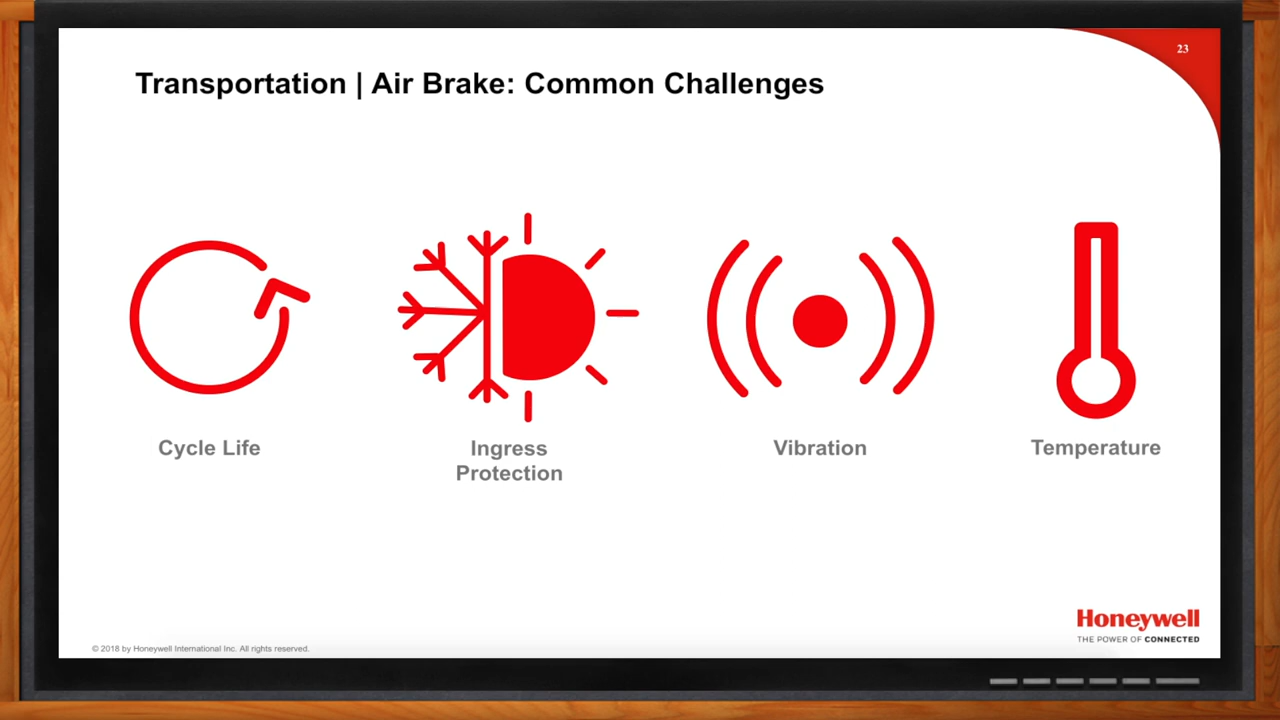 23
Transportation | Air Brake: Common Challenges
Cycle Life
Ingress
Protection
Vibration
Temperature
Honeywell
THE POWER OF CONNECTED
© 2018 by Honeywell International Inc. All rights reserved.